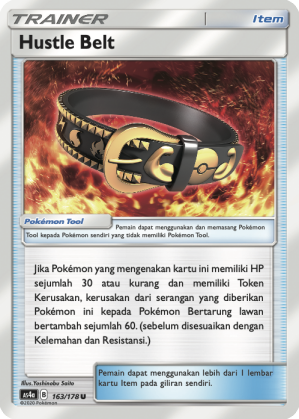 TRAINER Item
Hustle Belt
Pokémon Tool
Pemain dapat menggunakan dan memasang Pokémon
Tool kepada Pokémon sendiri yang tidak memiliki Pokémon Tool.
Jika Pokémon yang mengenakan kartu ini memiliki HP
sejumlah 30 atau kurang dan memiliki Token
Kerusakan, kerusakan dari serangan yang diberikan
Pokémon ini kepada Pokémon Bertarung lawan
bertambah sejumlah 60. (sebelum disesuaikan dengan
Kelemahan dan Resistansi.)
Pemain dapat menggunakan lebih dari 1 lembar
kartu Item pada giliran sendiri.
Illus. Yoshinobu Saito
AS4a B 163/178 U
©2020 Pokémon